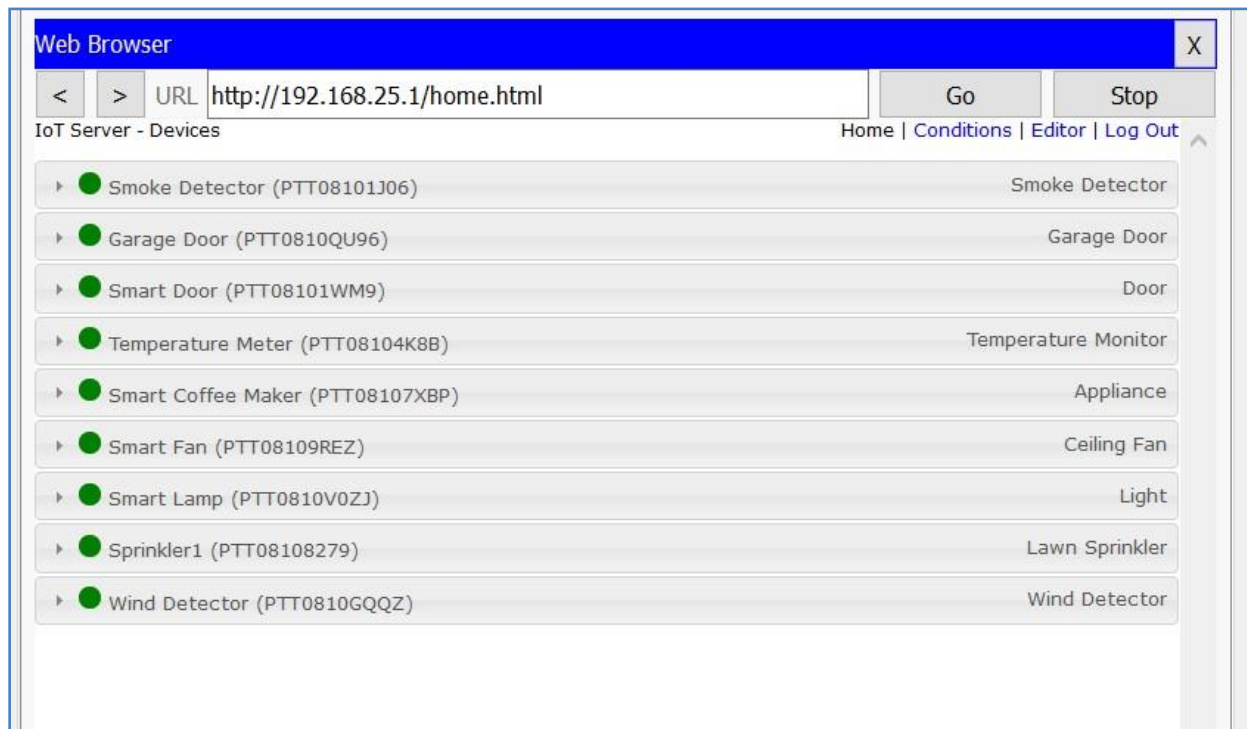 Web Browser X
< > URL http://192.168.25.1/home.html Go Stop
IoT Server - Devices Home | Conditions | Editor | Log Out
Smoke Detector (PTT08101J06) Smoke Detector
Garage Door (PTT0810QU96) Garage Door
Smart Door (PTT08101WM9) Door
Temperature Meter (PTT08104K8B) Temperature Monitor
Smart Coffee Maker (PTT08107XBP) Appliance
Smart Fan (PTT08109REZ) Ceiling Fan
Smart Lamp (PTT0810V0ZJ) Light
Sprinkler1 (PTT08108279) Lawn Sprinkler
Wind Detector (PTT0810GQQZ) Wind Detector